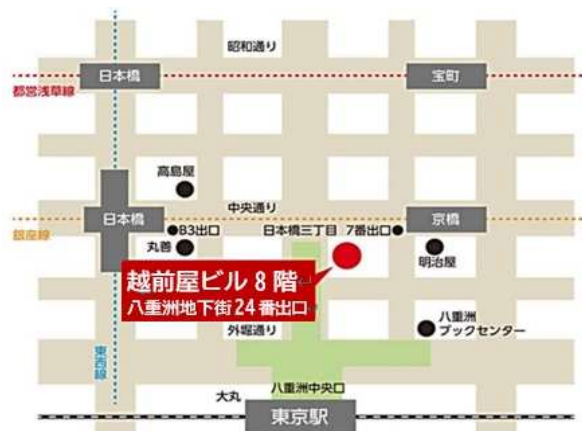 昭和通り
日本橋
宝町
都営浅草線
高島屋
中央通り
日本橋
●B3出口
日本橋三丁目 7番出口●
京橋
銀座線
丸善
明治屋
越前屋ビル 8 階
八重洲地下街 24 番出口
外堀通り
八重洲
ブックセンター
東西線
大丸
八重洲中央口
東京駅